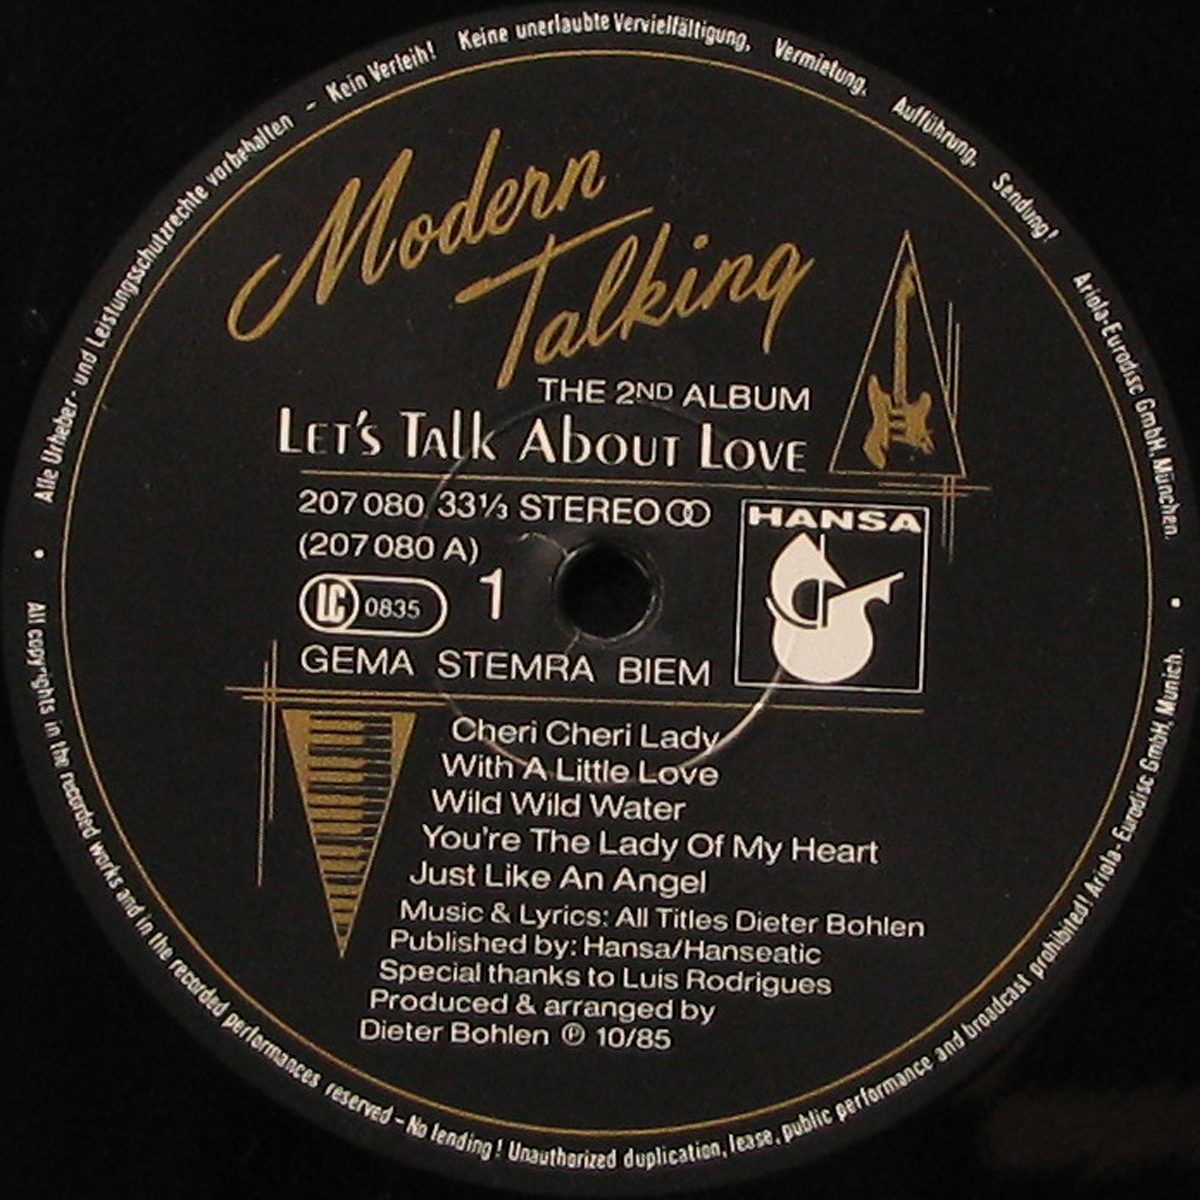 Alle Urheber- und Leistungsschutzrechte vorbehalten - Kein Verleih! Keine unerlaubte Vervielfältigung, Vermietung, Aufführung, Sendung! Ariola-Eurodisc GmbH, München.
Modern
Talking
THE 2ND ALBUM
LET'S TALK ABOUT LOVE
207 080 33⅓ STEREO
(207 080 A)
LC 0835 1
GEMA STEMRA BIEM
HANSA
Cheri Cheri Lady
With A Little Love
Wild Wild Water
You're The Lady Of My Heart
Just Like An Angel
Music & Lyrics: All Titles Dieter Bohlen
Published by: Hansa/Hanseatic
Special thanks to Luis Rodrigues
Produced & arranged by
Dieter Bohlen ℗ 10/85
All copyrights in the recorded works and in the recorded performances reserved - No lending! Unauthorized duplication, lease, public performance and broadcast prohibited! Ariola-Eurodisc GmbH, Munich.